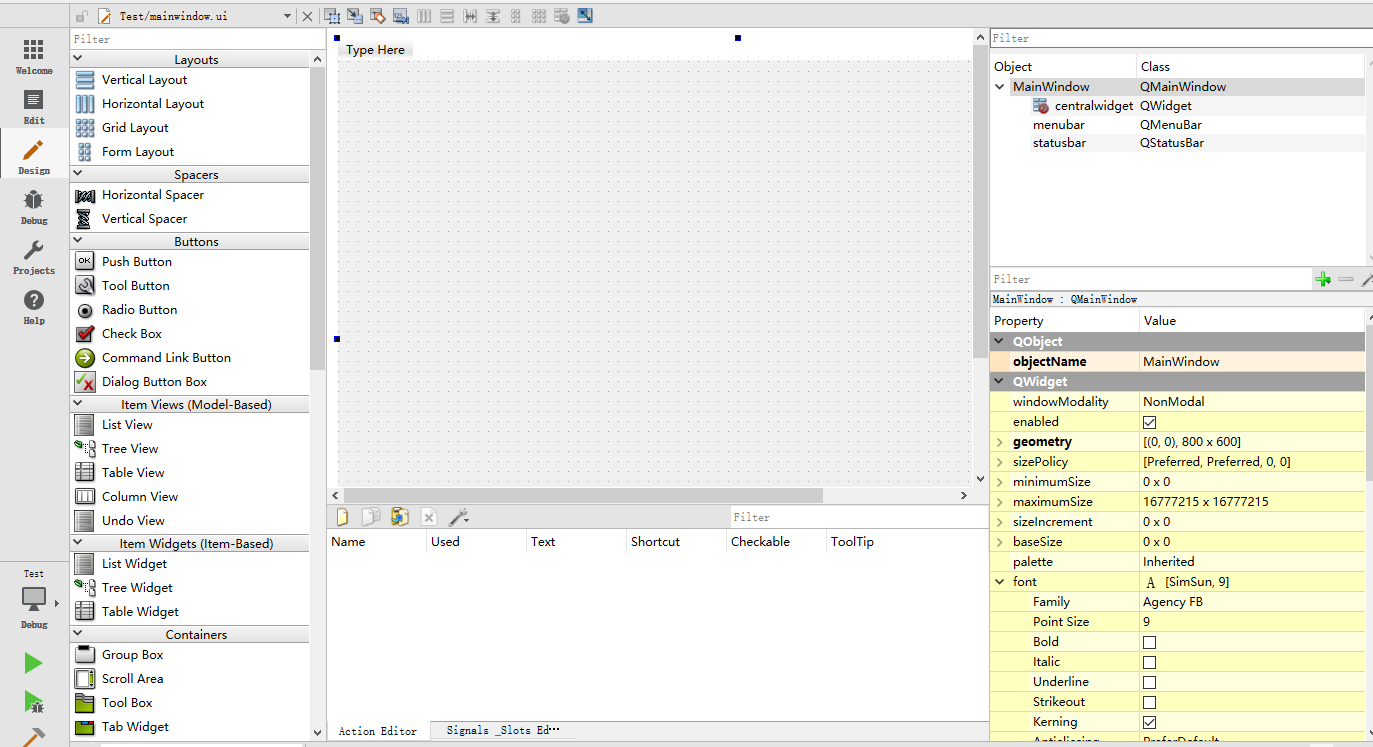 Test/mainwindow.ui
Welcome
Edit
Design
Debug
Projects
Help
Test
Debug
Filter
Layouts
Vertical Layout
Horizontal Layout
Grid Layout
Form Layout
Spacers
Horizontal Spacer
Vertical Spacer
Buttons
OK Push Button
Tool Button
Radio Button
Check Box
Command Link Button
Dialog Button Box
Item Views (Model-Based)
List View
Tree View
Table View
Column View
Undo View
Item Widgets (Item-Based)
List Widget
Tree Widget
Table Widget
Containers
Group Box
Scroll Area
Tool Box
Tab Widget
Type Here
Filter
Name Used Text Shortcut Checkable ToolTip
Action Editor Signals _Slots Ed···
Filter
Object Class
MainWindow QMainWindow
centralwidget QWidget
menubar QMenuBar
statusbar QStatusBar
Filter
MainWindow : QMainWindow
Property Value
QObject
objectName MainWindow
QWidget
windowModality NonModal
enabled
geometry [(0, 0), 800 x 600]
sizePolicy [Preferred, Preferred, 0, 0]
minimumSize 0 x 0
maximumSize 16777215 x 16777215
sizeIncrement 0 x 0
baseSize 0 x 0
palette Inherited
font A [SimSun, 9]
Family Agency FB
Point Size 9
Bold
Italic
Underline
Strikeout
Kerning
Antialiasing PreferDefault